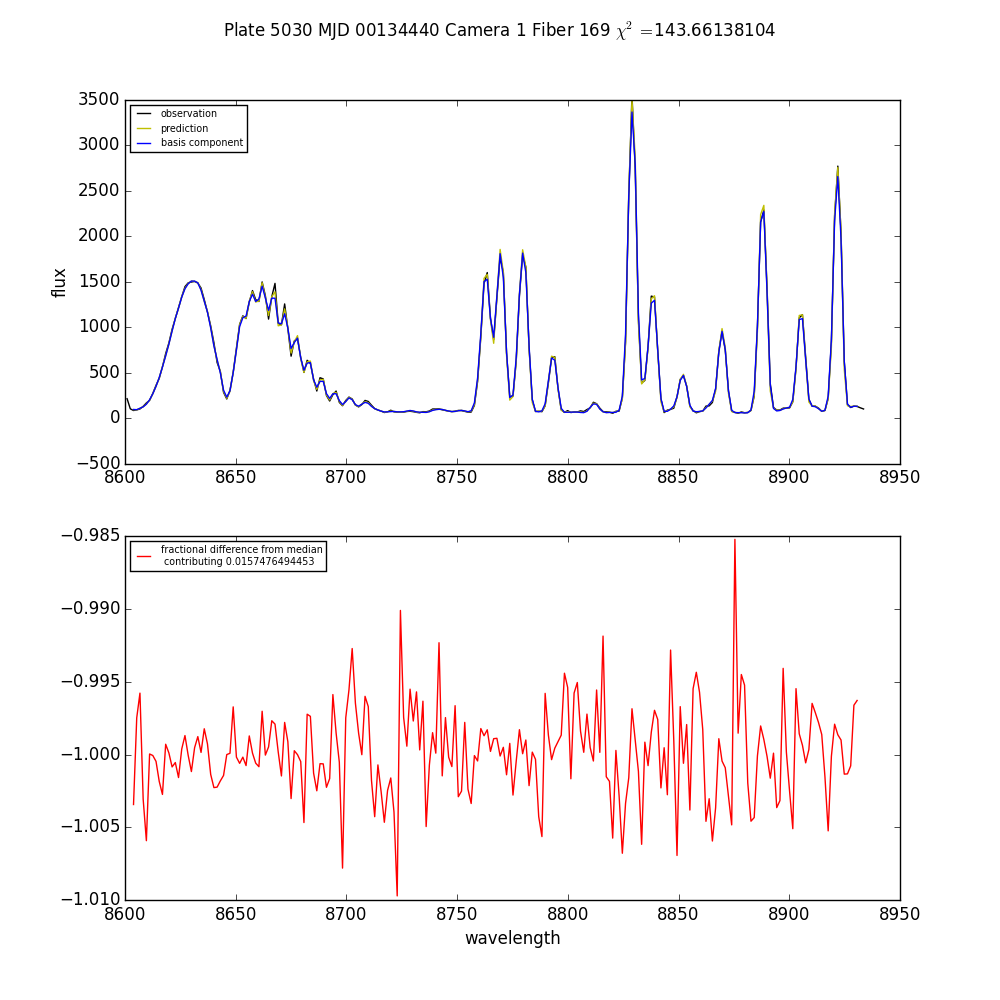 Plate 5030 MJD 00134440 Camera 1 Fiber 169 χ² =143.66138104
3500
3000
2500
2000
1500
1000
500
0
−500
flux
observation
prediction
basis component
8600 8650 8700 8750 8800 8850 8900 8950
−0.985
−0.990
−0.995
−1.000
−1.005
−1.010
fractional difference from median
contributing 0.0157476494453
8600 8650 8700 8750 8800 8850 8900 8950
wavelength